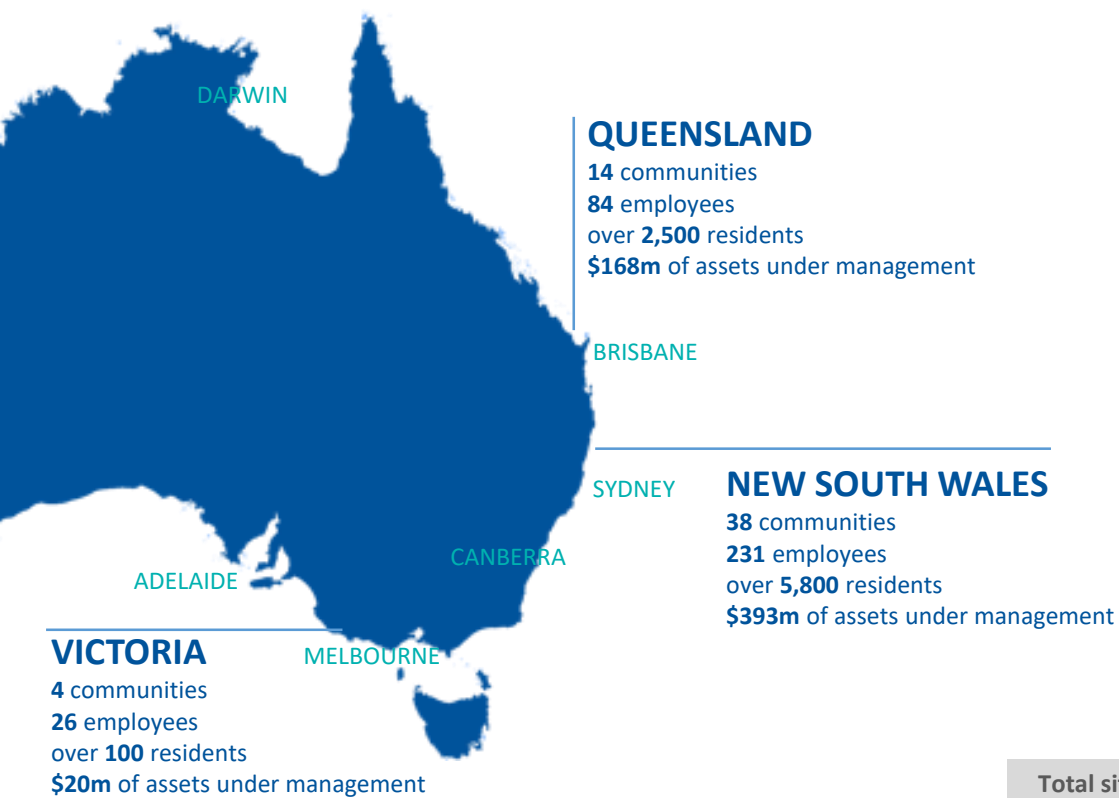 DARWIN
QUEENSLAND
14 communities
84 employees
over 2,500 residents
$168m of assets under management
BRISBANE
SYDNEY
NEW SOUTH WALES
38 communities
231 employees
over 5,800 residents
$393m of assets under management
CANBERRA
ADELAIDE
VICTORIA
4 communities
26 employees
over 100 residents
$20m of assets under management
MELBOURNE
Total